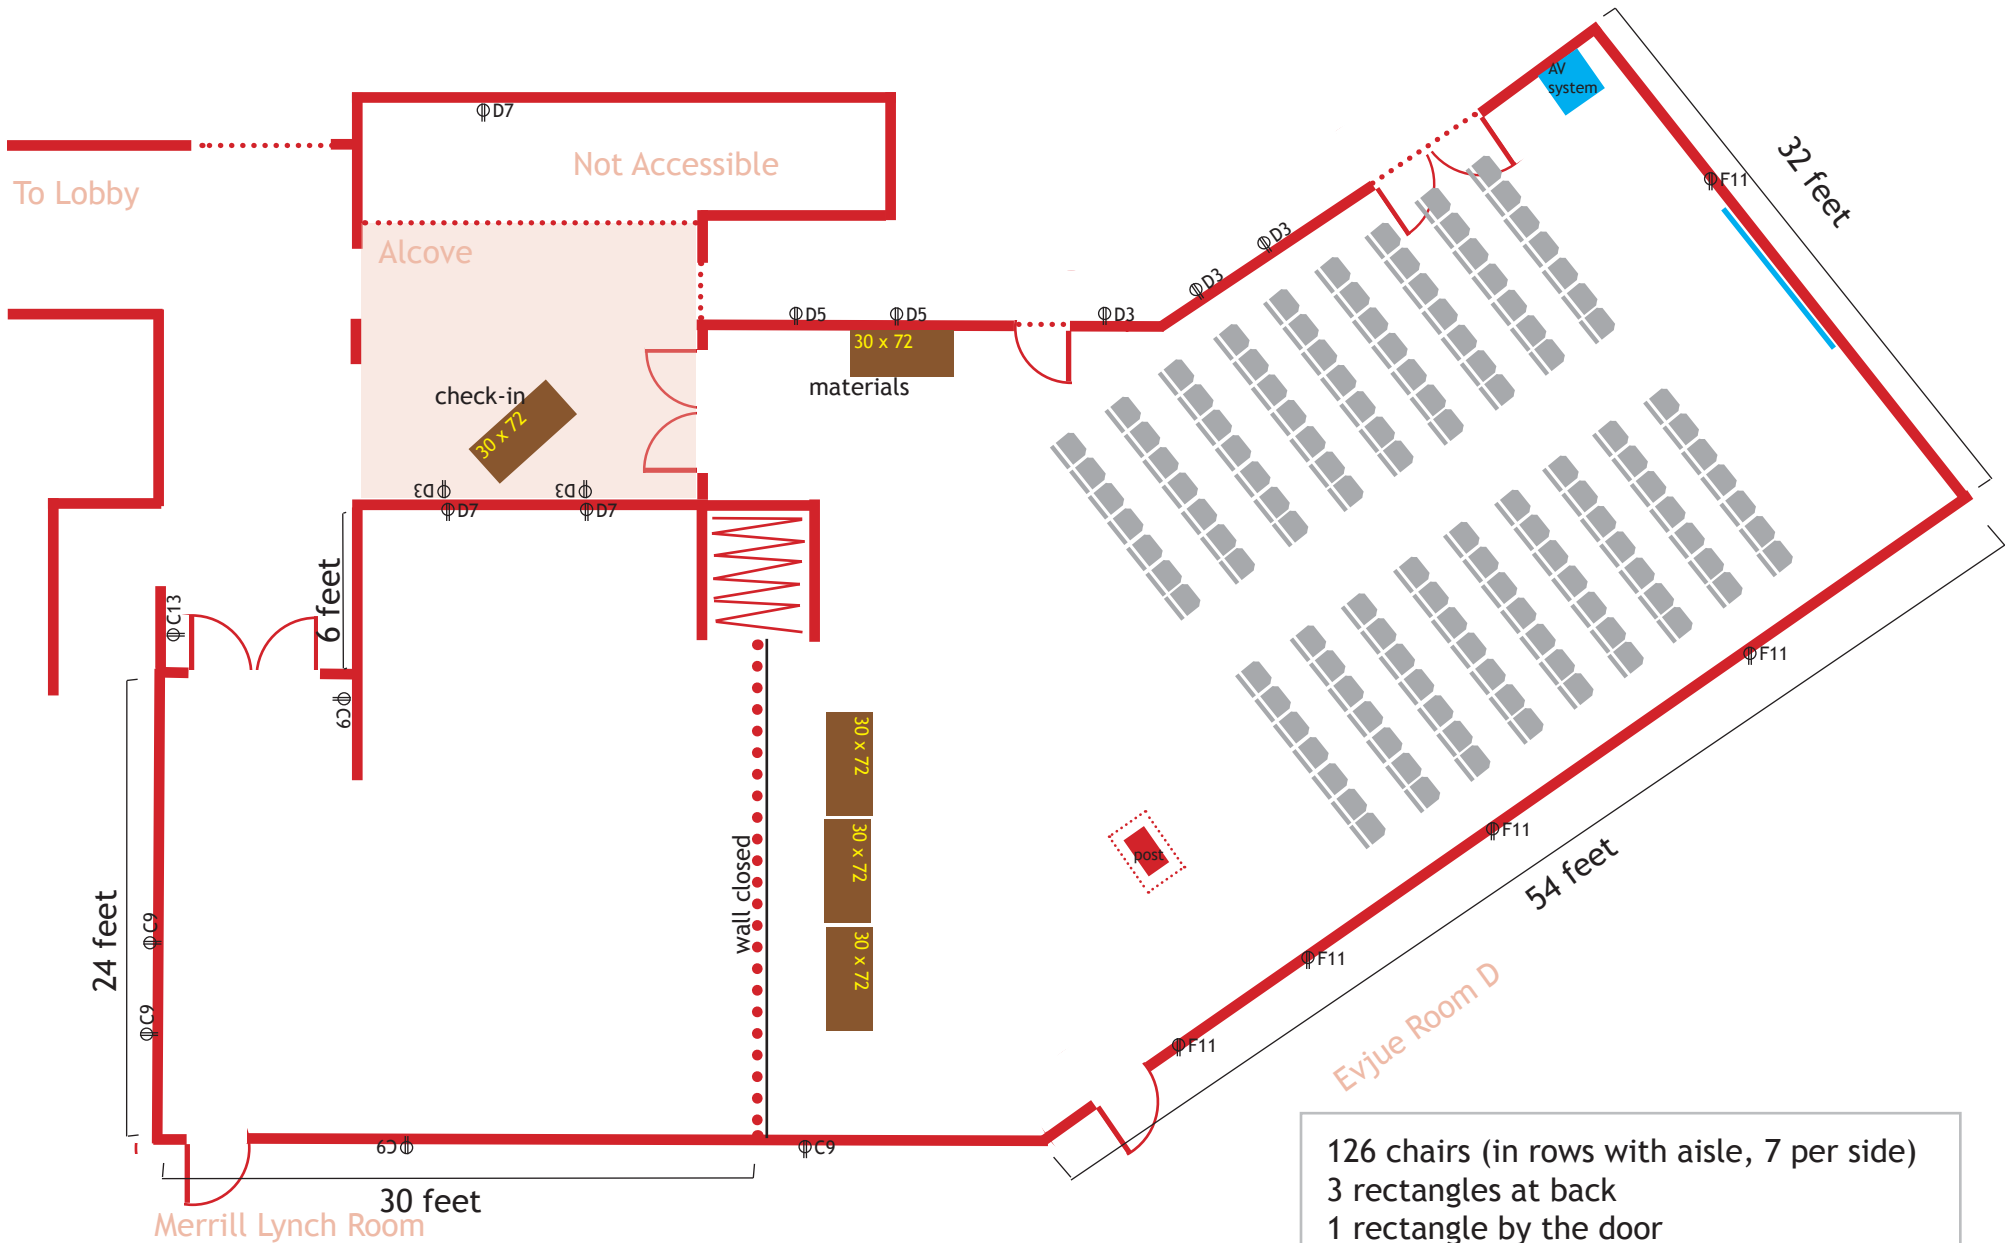 D7
Not Accessible
To Lobby
Alcove
AV
system
F11
32 feet
D3
D3
D5
D5
D3
30 x 72
materials
check-in
30 x 72
D3
D3
D7
D7
6 feet
C13
C9
24 feet
C9
C9
wall closed
30 x 72
30 x 72
30 x 72
post
F11
F11
F11
F11
54 feet
Evjue Room D
C9
C9
30 feet
Merrill Lynch Room
126 chairs (in rows with aisle, 7 per side)
3 rectangles at back
1 rectangle by the door